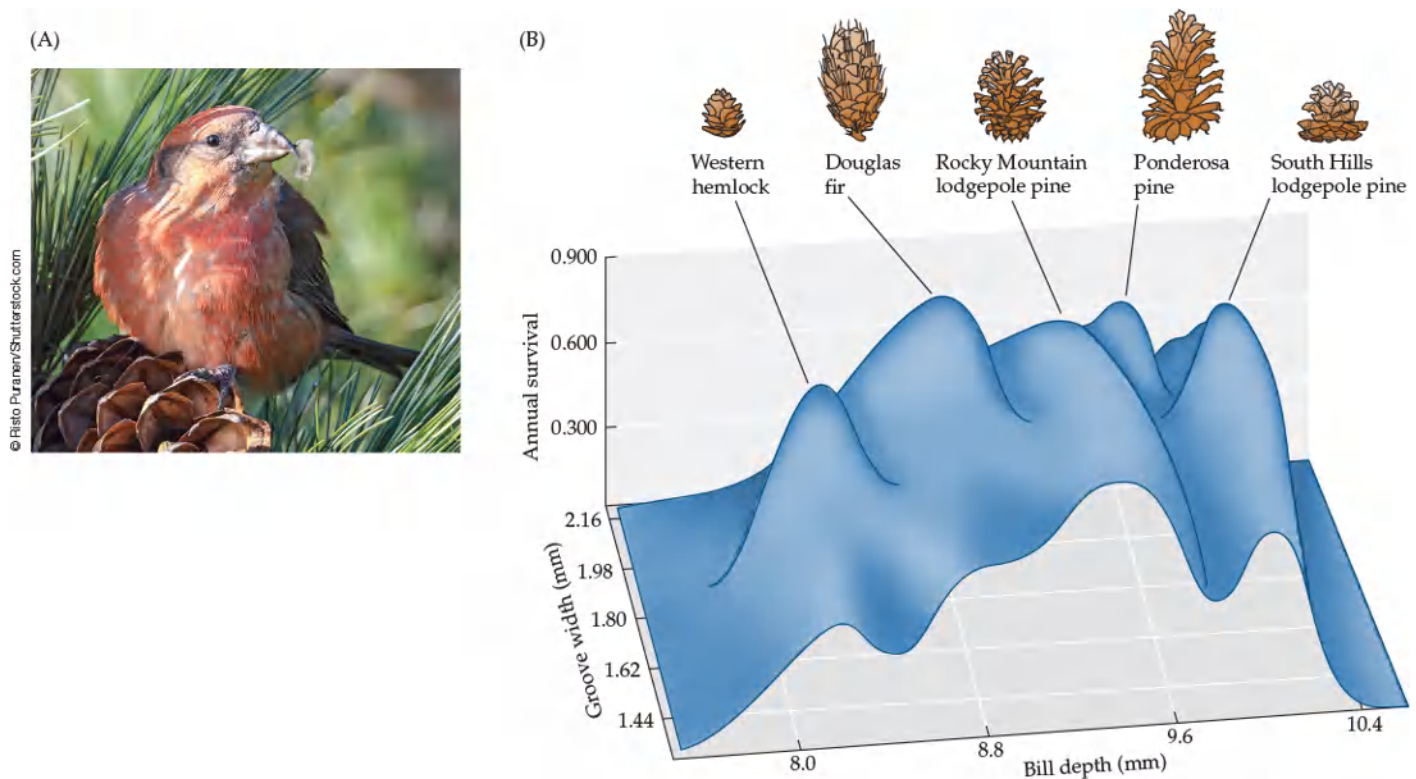 (A)
© Risto Puranen/Shutterstock.com
(B)
Western
hemlock
Douglas
fir
Rocky Mountain
lodgepole pine
Ponderosa
pine
South Hills
lodgepole pine
Annual survival
0.900
0.600
0.300
Groove width (mm)
2.16
1.98
1.80
1.62
1.44
8.0
8.8
9.6
10.4
Bill depth (mm)